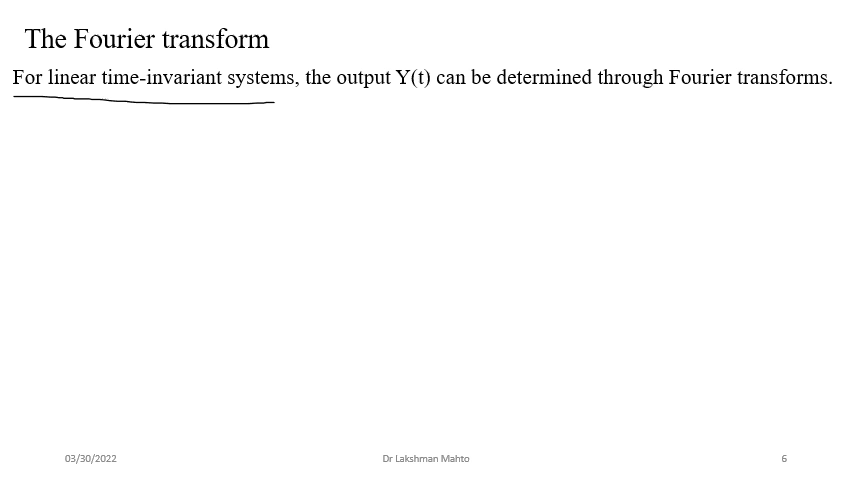 The Fourier transform
For linear time-invariant systems, the output Y(t) can be determined through Fourier transforms.
03/30/2022 Dr Lakshman Mahto 6